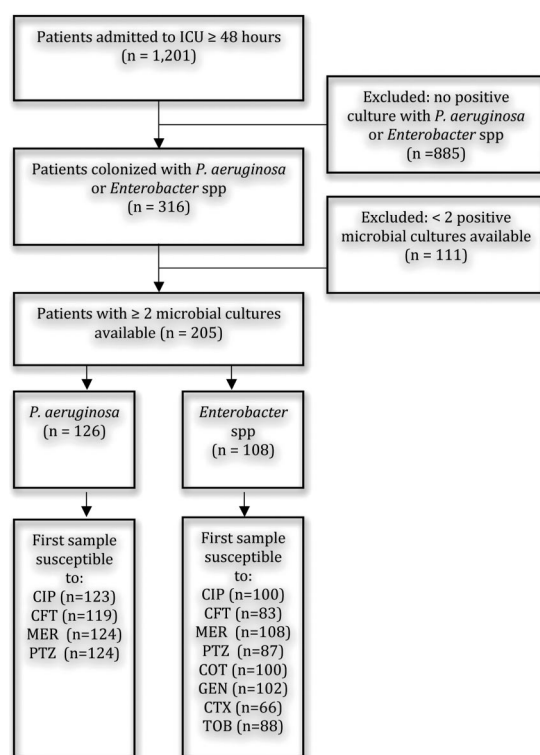 Patients admitted to ICU ≥ 48 hours
(n = 1,201)
Excluded: no positive
culture with P. aeruginosa
or Enterobacter spp
(n =885)
Patients colonized with P. aeruginosa
or Enterobacter spp
(n = 316)
Excluded: < 2 positive
microbial cultures available
(n = 111)
Patients with ≥ 2 microbial cultures
available (n = 205)
P. aeruginosa
(n = 126)
Enterobacter
spp
(n = 108)
First sample
susceptible
to:
CIP (n=123)
CFT (n=119)
MER (n=124)
PTZ (n=124)
First sample
susceptible
to:
CIP (n=100)
CFT (n=83)
MER (n=108)
PTZ (n=87)
COT (n=100)
GEN (n=102)
CTX (n=66)
TOB (n=88)